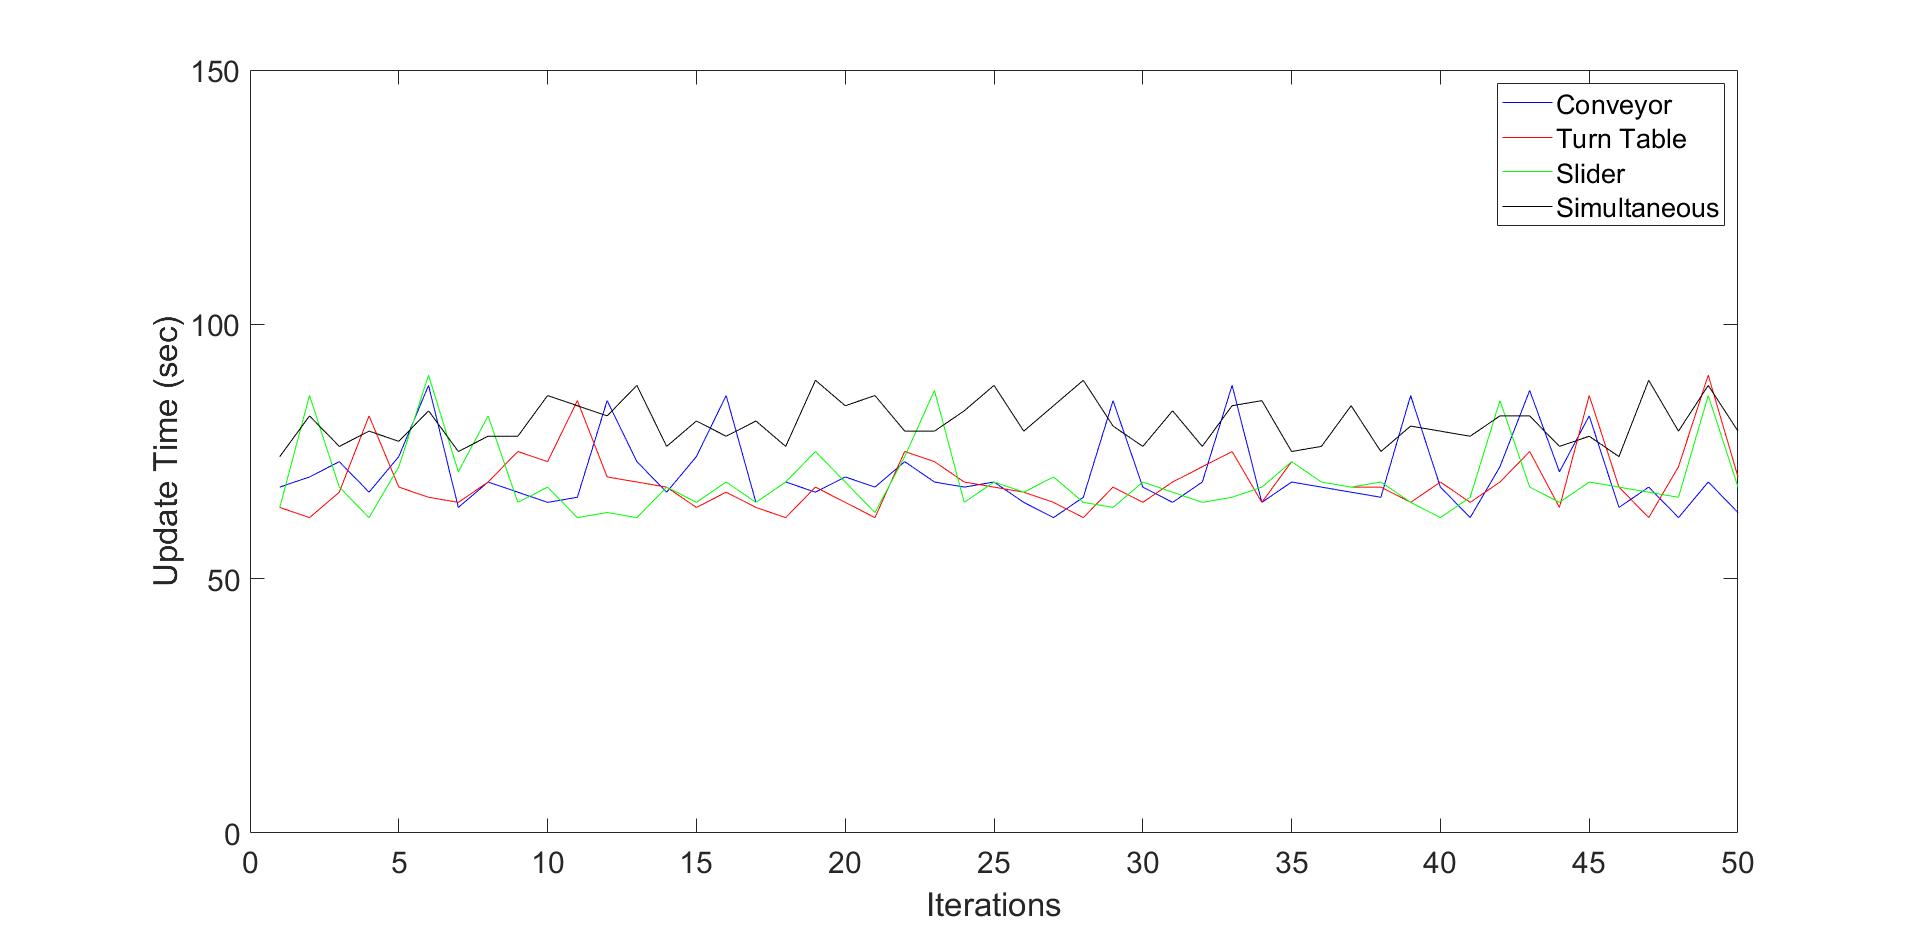 150
100
50
0
Update Time (sec)
Conveyor
Turn Table
Slider
Simultaneous
0 5 10 15 20 25 30 35 40 45 50
Iterations